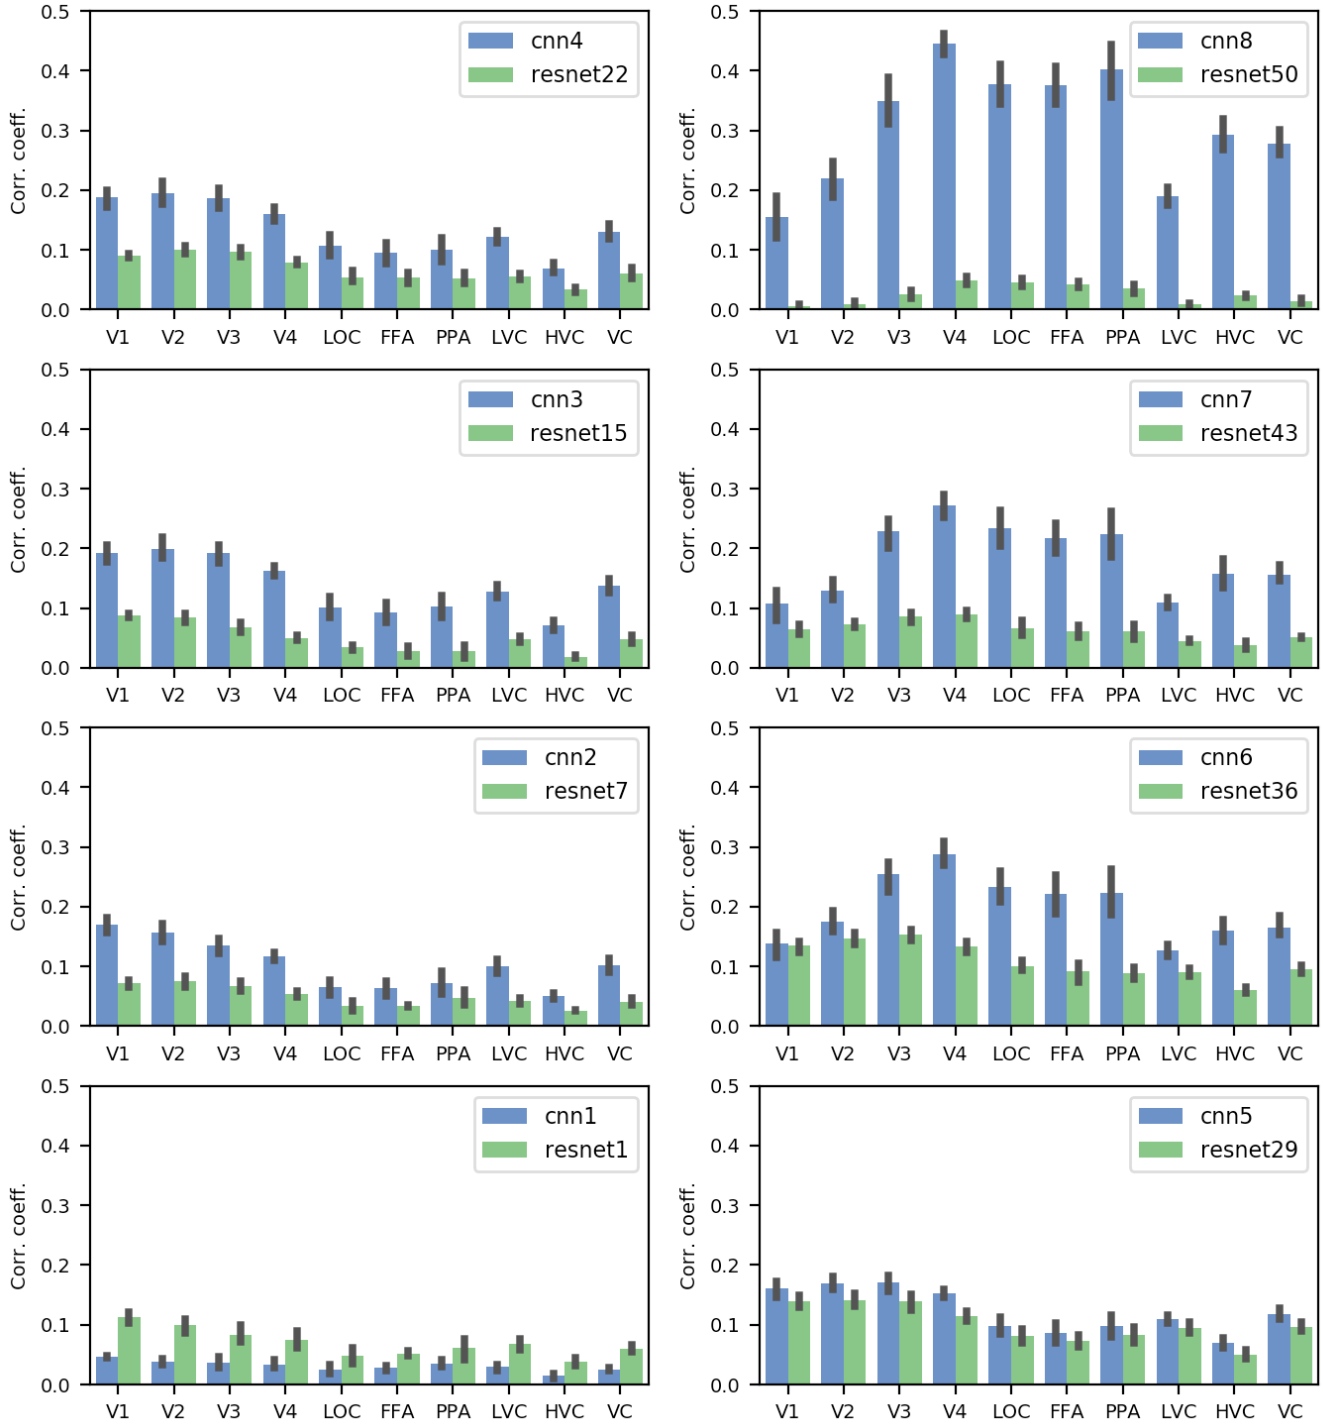 0.5
0.4
0.3
0.2
0.1
0.0
Corr. coeff.
cnn4
resnet22
V1 V2 V3 V4 LOC FFA PPA LVC HVC VC
0.5
0.4
0.3
0.2
0.1
0.0
Corr. coeff.
cnn8
resnet50
V1 V2 V3 V4 LOC FFA PPA LVC HVC VC
0.5
0.4
0.3
0.2
0.1
0.0
Corr. coeff.
cnn3
resnet15
V1 V2 V3 V4 LOC FFA PPA LVC HVC VC
0.5
0.4
0.3
0.2
0.1
0.0
Corr. coeff.
cnn7
resnet43
V1 V2 V3 V4 LOC FFA PPA LVC HVC VC
0.5
0.4
0.3
0.2
0.1
0.0
Corr. coeff.
cnn2
resnet7
V1 V2 V3 V4 LOC FFA PPA LVC HVC VC
0.5
0.4
0.3
0.2
0.1
0.0
Corr. coeff.
cnn6
resnet36
V1 V2 V3 V4 LOC FFA PPA LVC HVC VC
0.5
0.4
0.3
0.2
0.1
0.0
Corr. coeff.
cnn1
resnet1
V1 V2 V3 V4 LOC FFA PPA LVC HVC VC
0.5
0.4
0.3
0.2
0.1
0.0
Corr. coeff.
cnn5
resnet29
V1 V2 V3 V4 LOC FFA PPA LVC HVC VC